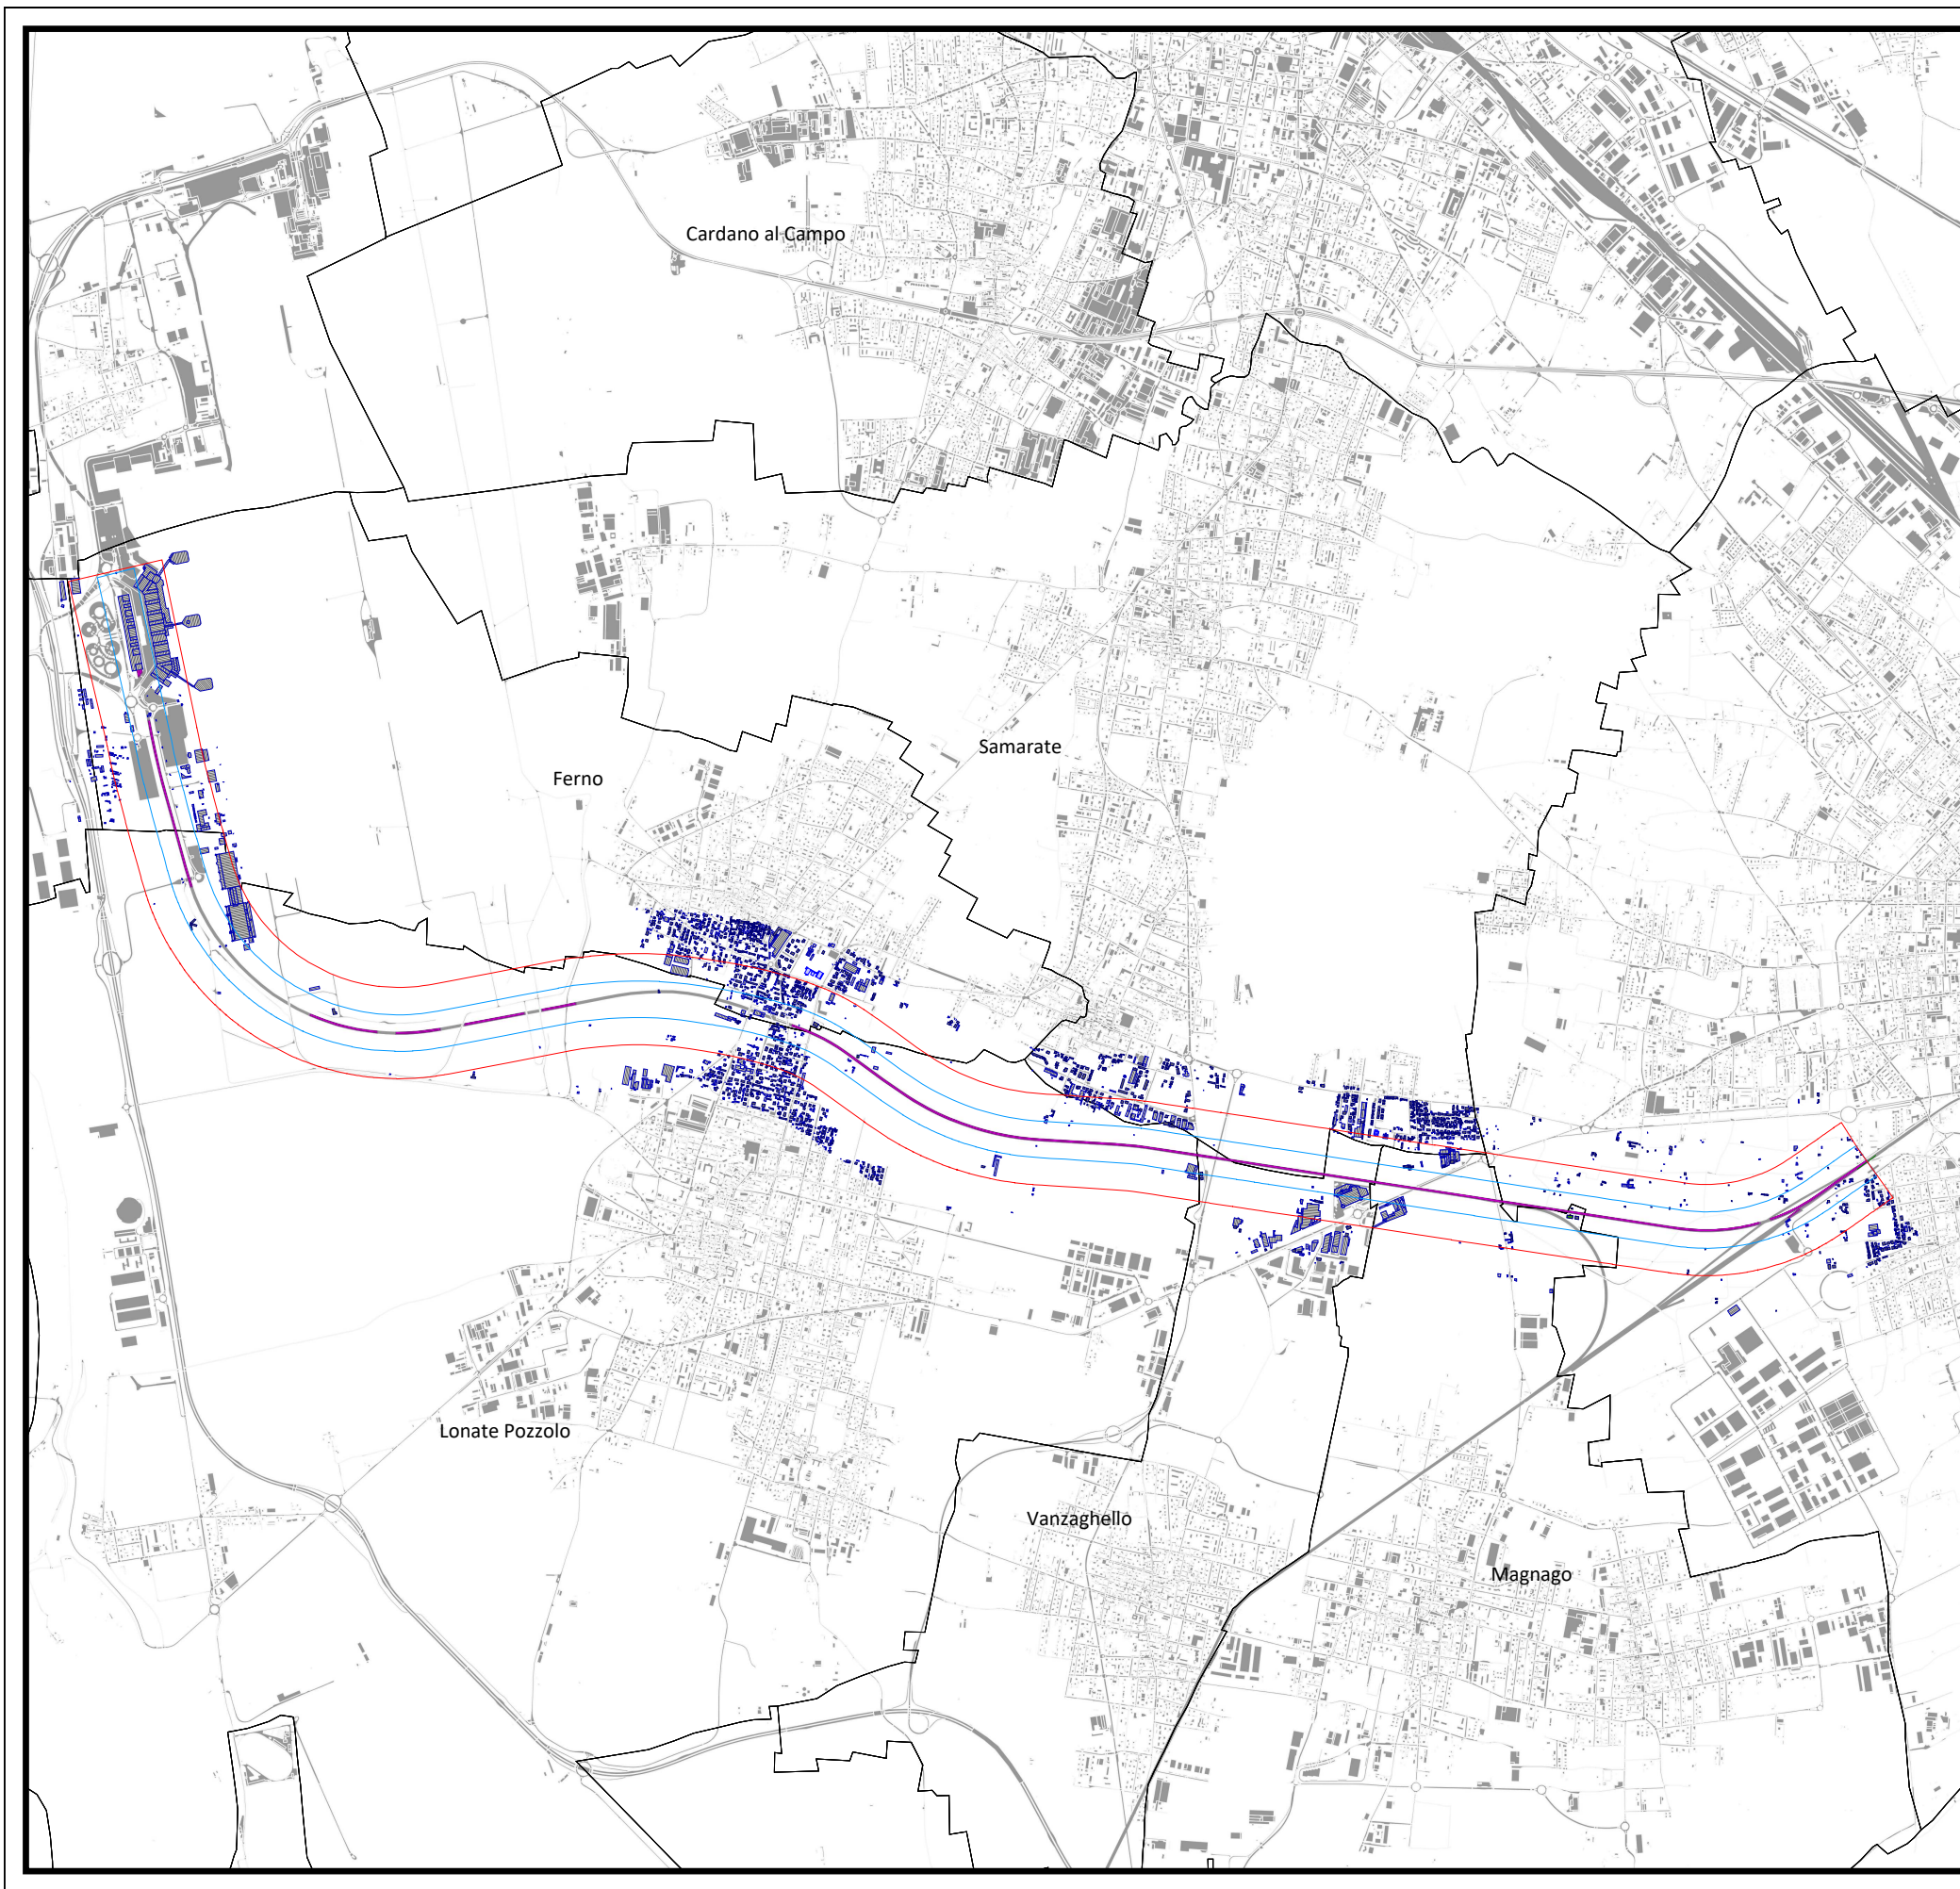 Cardano al Campo
Samarate
Ferno
Lonate Pozzolo
Vanzaghello
Magnago